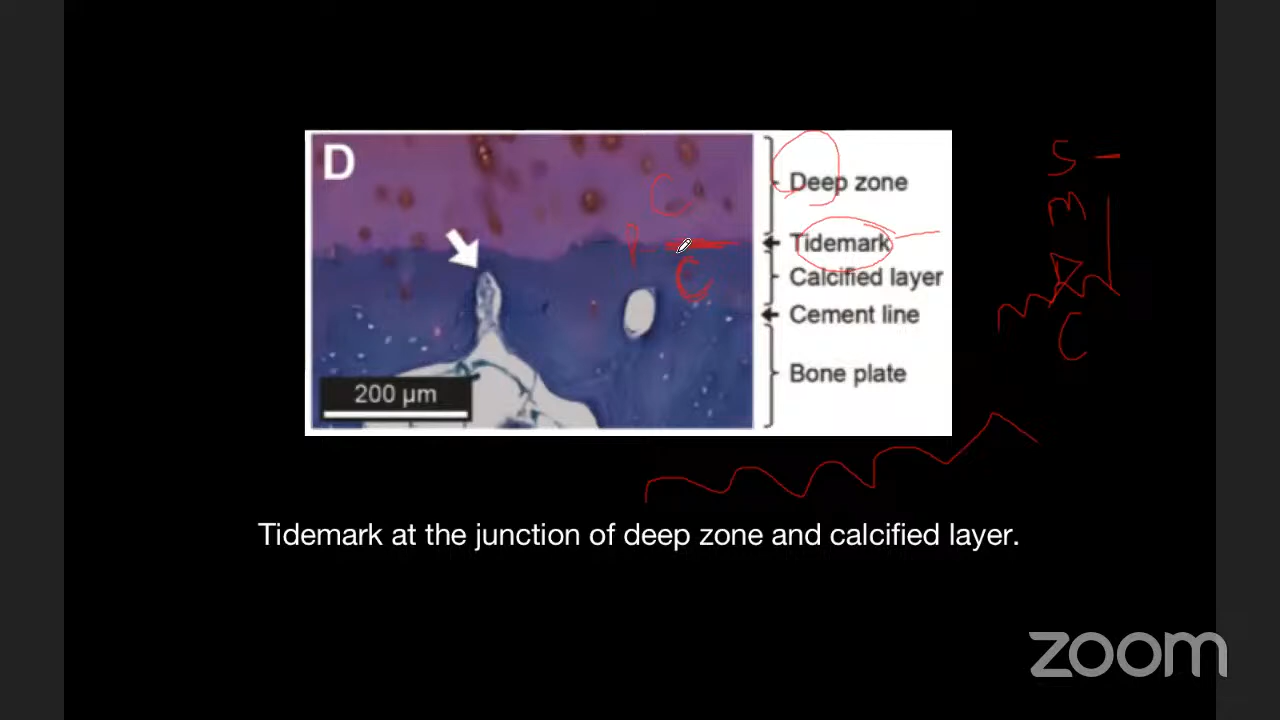 D
Deep zone
Tidemark
Calcified layer
Cement line
Bone plate
200 µm
S
m
C
C
C
Tidemark at the junction of deep zone and calcified layer.
zoom